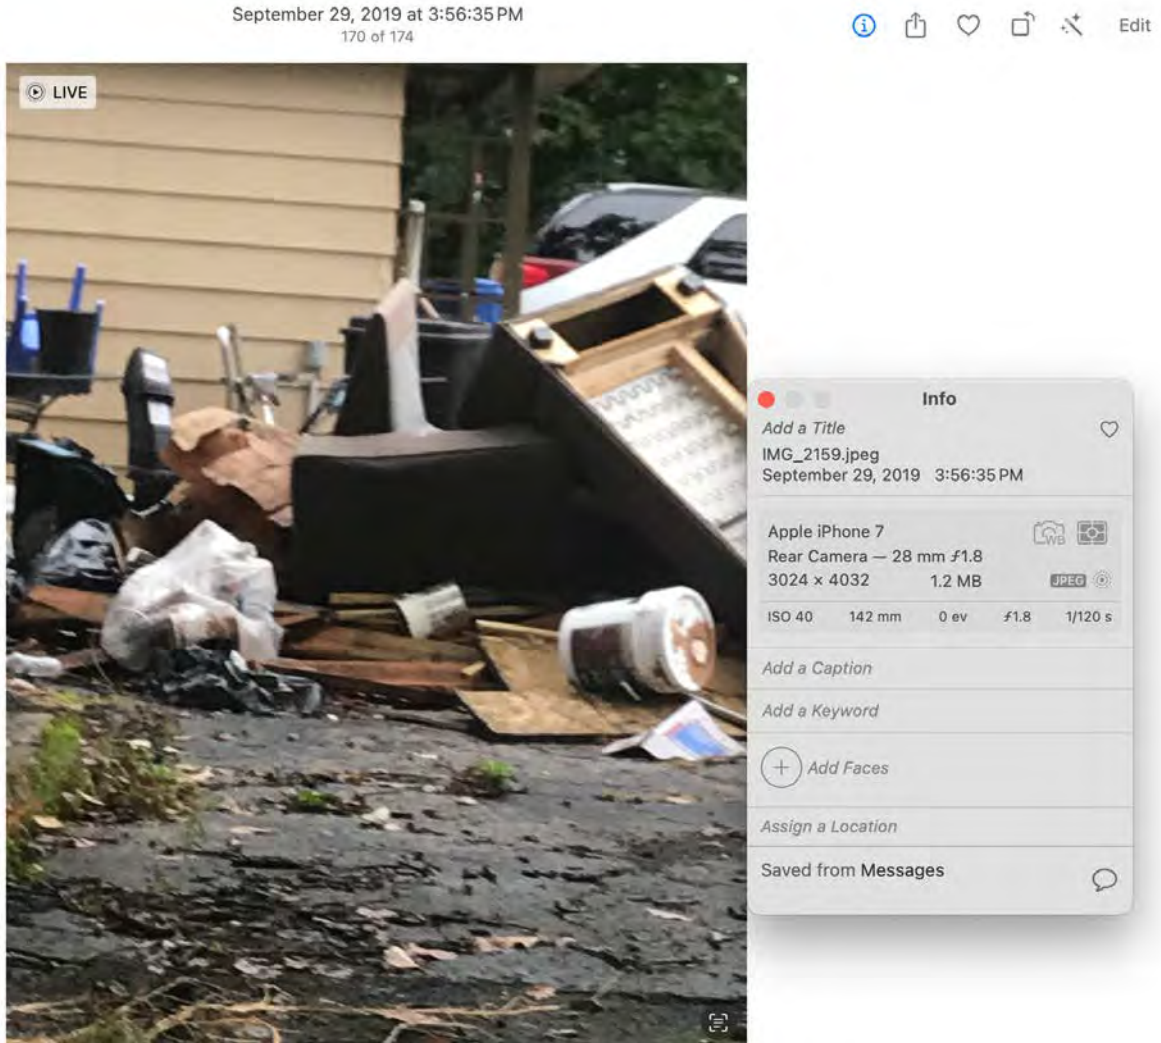 September 29, 2019 at 3:56:35 PM
170 of 174
Edit
LIVE
Info
Add a Title
IMG_2159.jpeg
September 29, 2019 3:56:35 PM
Apple iPhone 7
WB
Rear Camera — 28 mm ƒ1.8
3024 × 4032 1.2 MB JPEG
ISO 40 142 mm 0 ev ƒ1.8 1/120 s
Add a Caption
Add a Keyword
Add Faces
Assign a Location
Saved from Messages